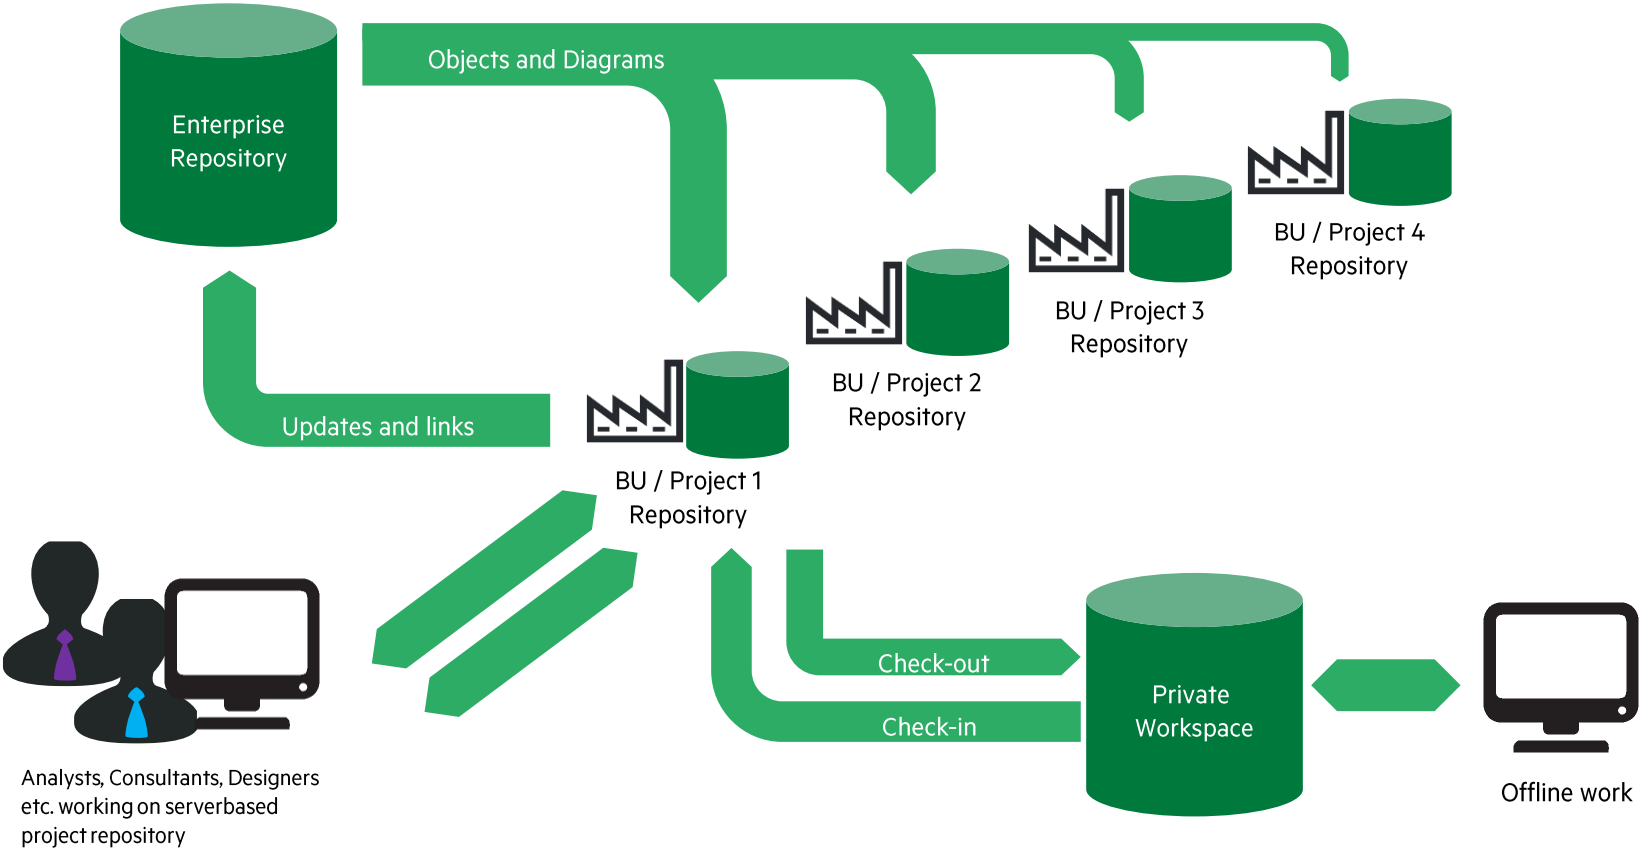 Objects and Diagrams
Enterprise
Repository
BU / Project 4
Repository
BU / Project 3
Repository
BU / Project 2
Repository
Updates and links
BU / Project 1
Repository
Check-out
Check-in
Private
Workspace
Analysts, Consultants, Designers
etc. working on serverbased
project repository
Offline work